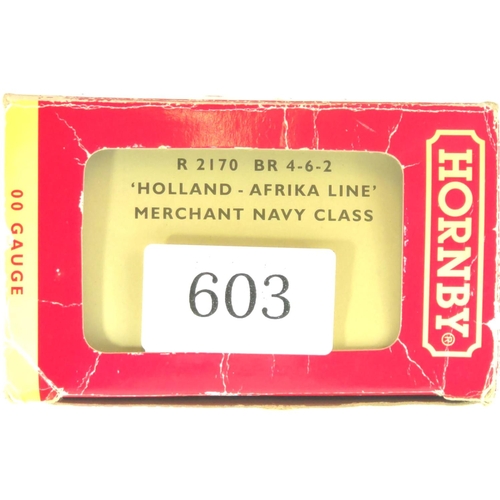 R 2170 BR 4-6-2
'HOLLAND - AFRIKA LINE'
MERCHANT NAVY CLASS
603
00 GAUGE
HORNBY®